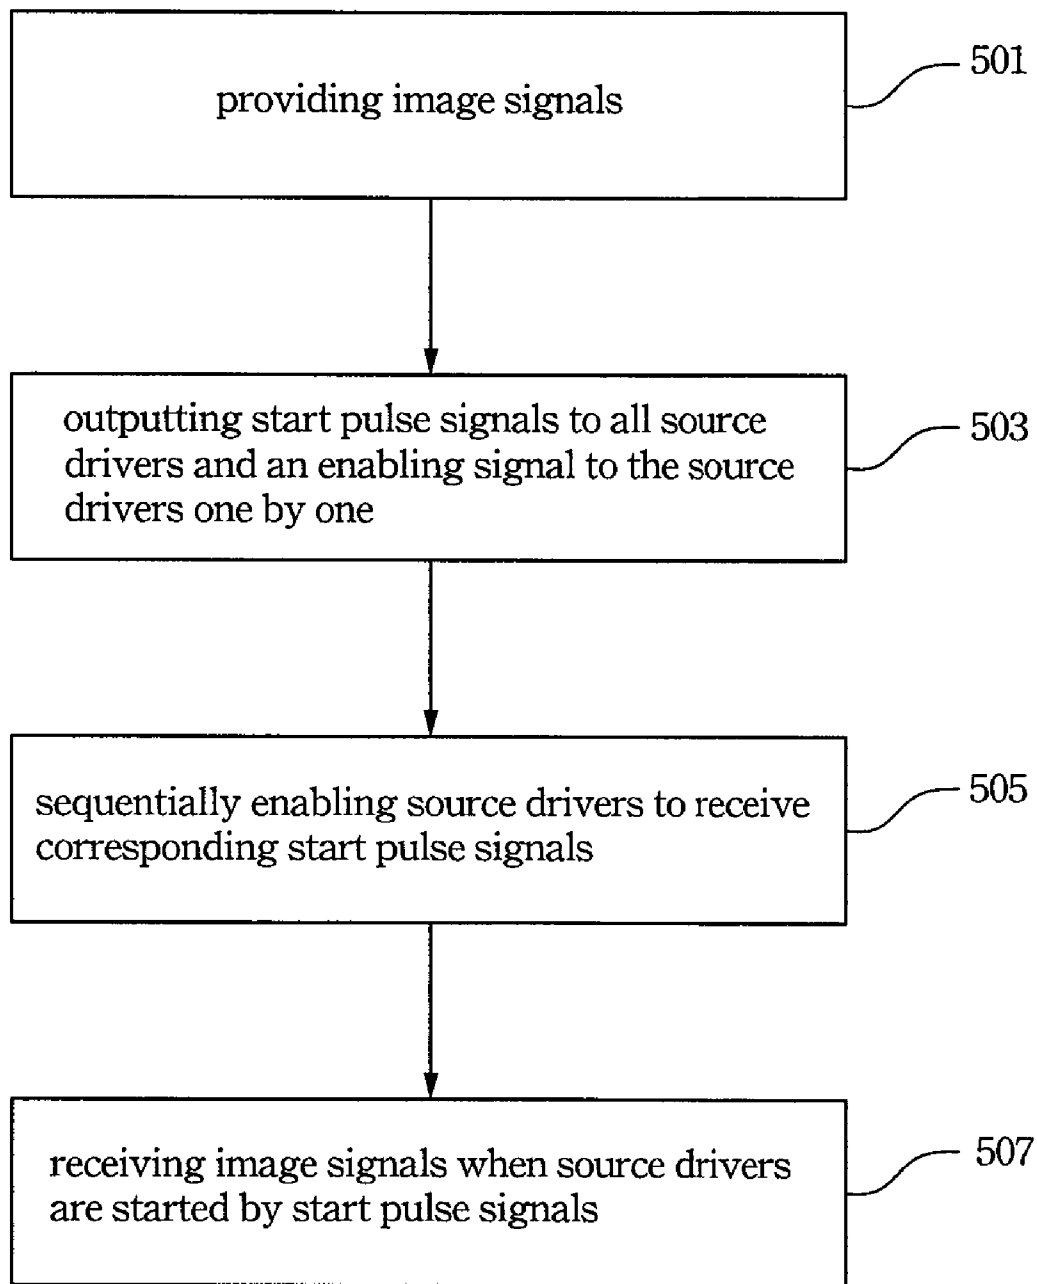 501
providing image signals
503
outputting start pulse signals to all source
drivers and an enabling signal to the source
drivers one by one
505
sequentially enabling source drivers to receive
corresponding start pulse signals
507
receiving image signals when source drivers
are started by start pulse signals